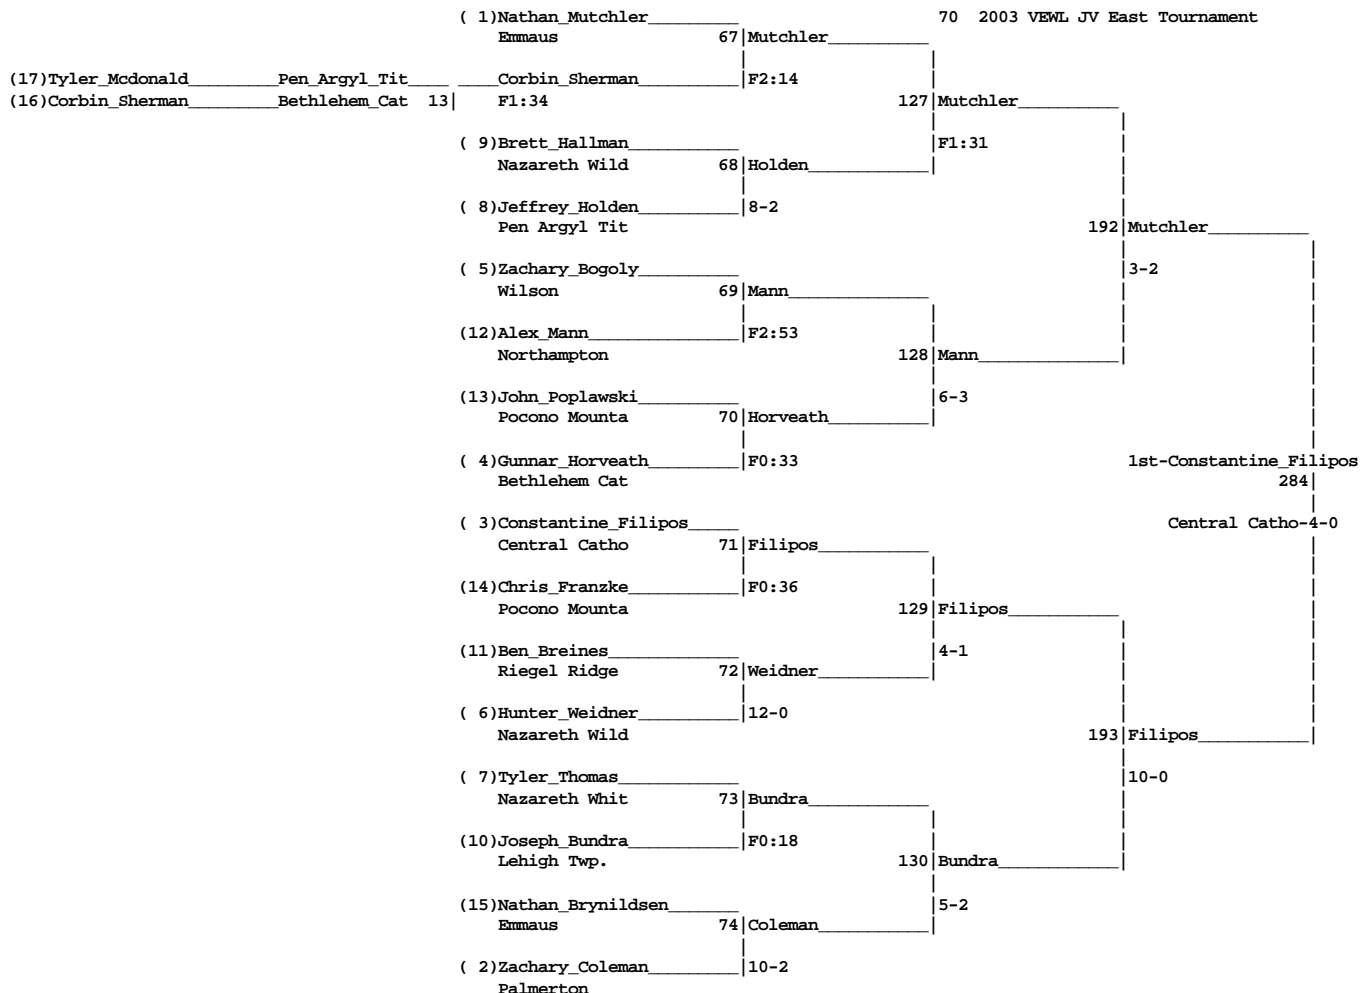 ( 1)Nathan_Mutchler_________ 70 2003 VEWL JV East Tournament
Emmaus 67|Mutchler__________
(17)Tyler_Mcdonald_________Pen_Argyl_Tit____ ____Corbin_Sherman__________|F2:14
(16)Corbin_Sherman_________Bethlehem_Cat 13| F1:34 127|Mutchler__________
( 9)Brett_Hallman___________ |F1:31
Nazareth Wild 68|Holden____________|
( 8)Jeffrey_Holden__________|8-2
Pen Argyl Tit 192|Mutchler__________
( 5)Zachary_Bogoly__________ |3-2
Wilson 69|Mann______________
(12)Alex_Mann_______________|F2:53
Northampton 128|Mann______________|
(13)John_Poplawski__________ |6-3
Pocono Mounta 70|Horveath__________|
( 4)Gunnar_Horveath_________|F0:33 1st-Constantine_Filipos
Bethlehem Cat 284|
( 3)Constantine_Filipos_____ Central Catho-4-0
Central Catho 71|Filipos___________
(14)Chris_Franzke___________|F0:36
Pocono Mounta 129|Filipos___________
(11)Ben_Breines_____________ |4-1
Riegel Ridge 72|Weidner___________|
( 6)Hunter_Weidner__________|12-0
Nazareth Wild 193|Filipos___________|
( 7)Tyler_Thomas____________ |10-0
Nazareth Whit 73|Bundra____________
(10)Joseph_Bundra___________|F0:18
Lehigh Twp. 130|Bundra____________|
(15)Nathan_Brynildsen_______ |5-2
Emmaus 74|Coleman___________|
( 2)Zachary_Coleman_________|10-2
Palmerton